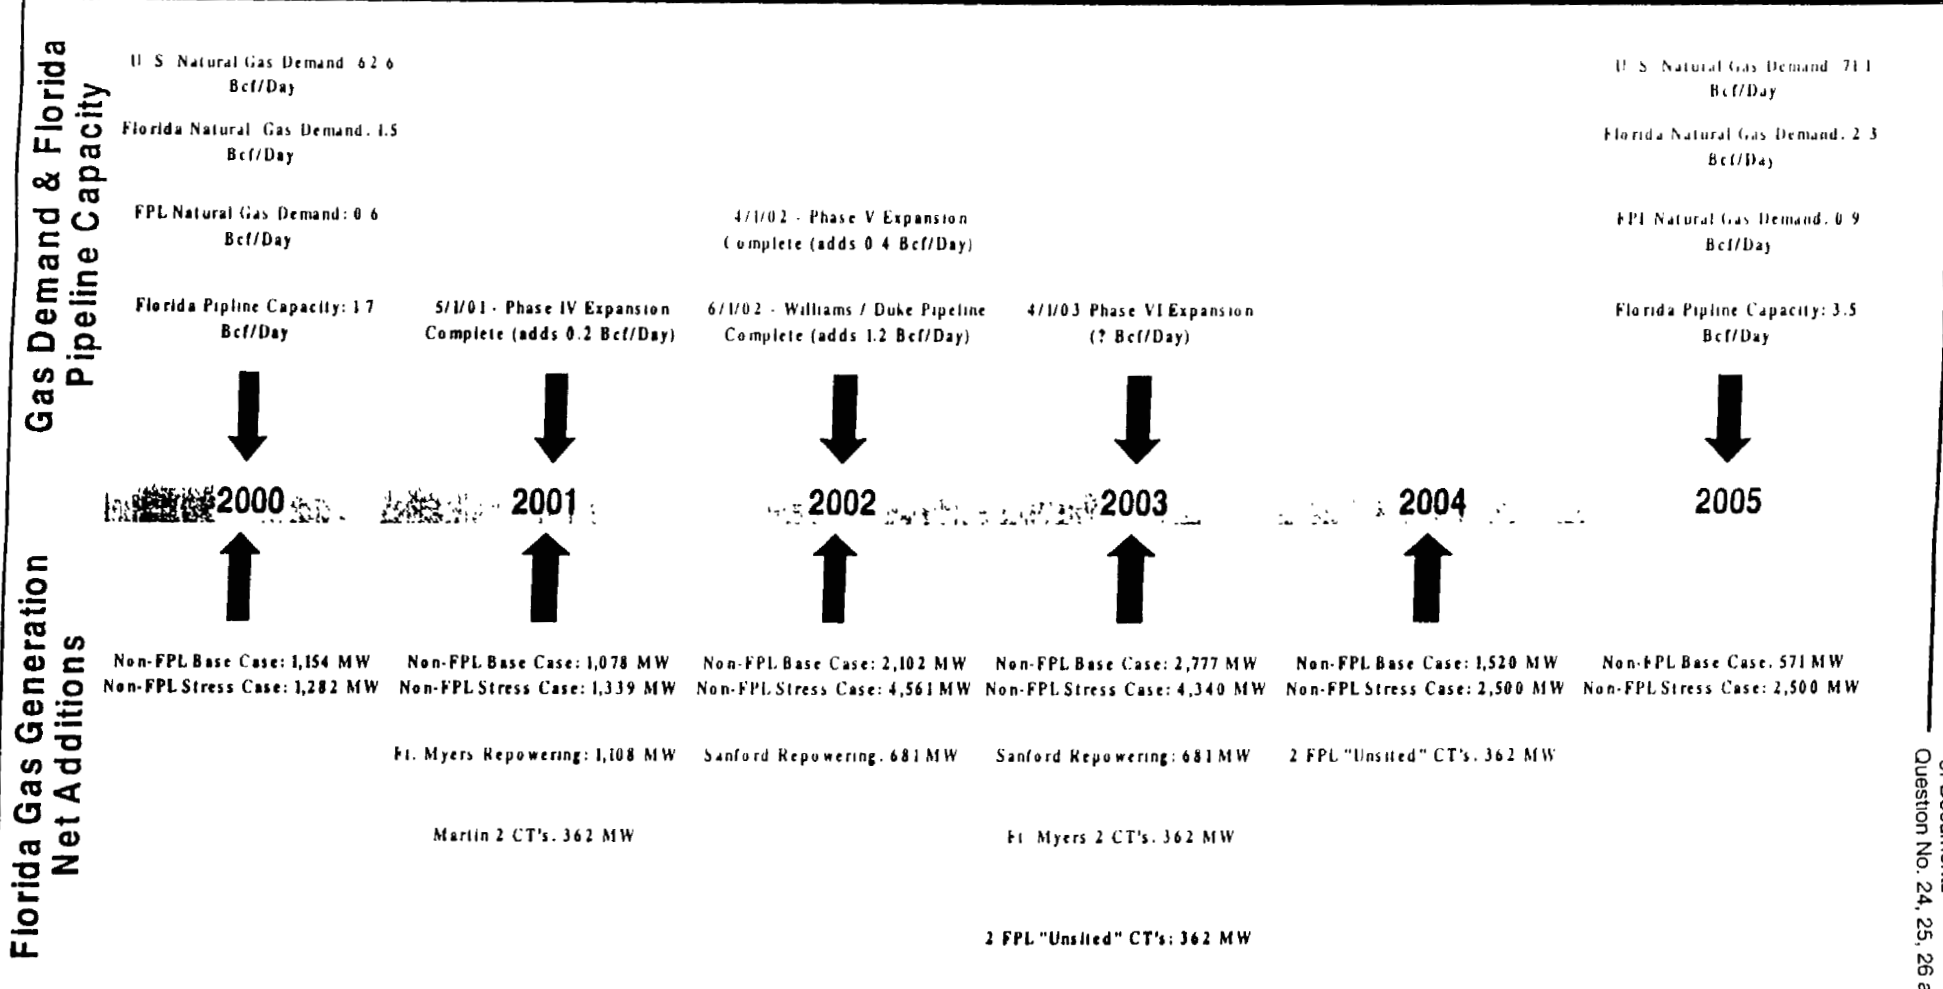 Gas Demand & Florida
Pipeline Capacity
U S Natural Gas Demand 62 6
Bcf/Day
Florida Natural Gas Demand. 1.5
Bcf/Day
FPL Natural Gas Demand: 0 6
Bcf/Day
Florida Pipline Capacity: 1 7
Bcf/Day
5/1/01 - Phase IV Expansion
Complete (adds 0.2 Bcf/Day)
4/1/02 - Phase V Expansion
Complete (adds 0 4 Bcf/Day)
6/1/02 - Williams / Duke Pipeline
Complete (adds 1.2 Bcf/Day)
4/1/03 Phase VI Expansion
(? Bcf/Day)
U S Natural Gas Demand 71 1
Bcf/Day
Florida Natural Gas Demand. 2 3
Bcf/Day
FPL Natural Gas Demand. 0 9
Bcf/Day
Florida Pipline Capacity: 3.5
Bcf/Day
2000 2001 2002 2003 2004 2005
Florida Gas Generation
Net Additions
Non-FPL Base Case: 1,154 MW
Non-FPL Stress Case: 1,282 MW
Non-FPL Base Case: 1,078 MW
Non-FPL Stress Case: 1,339 MW
Ft. Myers Repowering: 1,108 MW
Martin 2 CT's. 362 MW
Non-FPL Base Case: 2,102 MW
Non-FPL Stress Case: 4,561 MW
Sanford Repowering. 681 MW
Non-FPL Base Case: 2,777 MW
Non-FPL Stress Case: 4,340 MW
Sanford Repowering: 681 MW
Ft Myers 2 CT's. 362 MW
2 FPL "Unsited" CT's: 362 MW
Non-FPL Base Case: 1,520 MW
Non-FPL Stress Case: 2,500 MW
2 FPL "Unsited" CT's. 362 MW
Non-FPL Base Case. 571 MW
Non-FPL Stress Case: 2,500 MW
Question No. 24, 25, 26 a